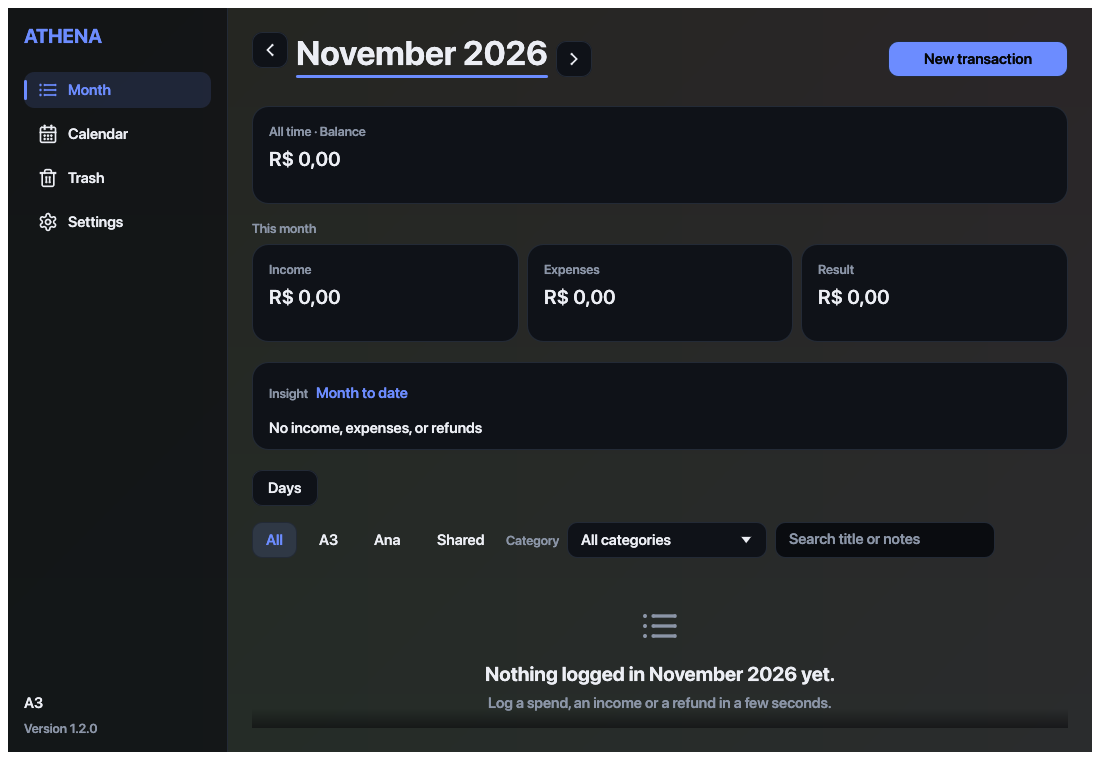 ATHENA
Month
Calendar
Trash
Settings
A3
Version 1.2.0
November 2026
New transaction
All time · Balance
R$ 0,00
This month
Income
R$ 0,00
Expenses
R$ 0,00
Result
R$ 0,00
Insight Month to date
No income, expenses, or refunds
Days
All A3 Ana Shared Category All categories Search title or notes
Nothing logged in November 2026 yet.
Log a spend, an income or a refund in a few seconds.